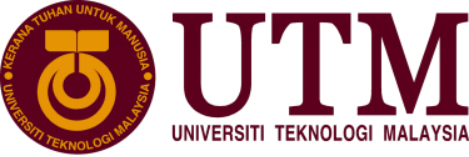 KERANA TUHAN UNTUK MANUSIA
UNIVERSITI TEKNOLOGI MALAYSIA
UTM
UNIVERSITI TEKNOLOGI MALAYSIA